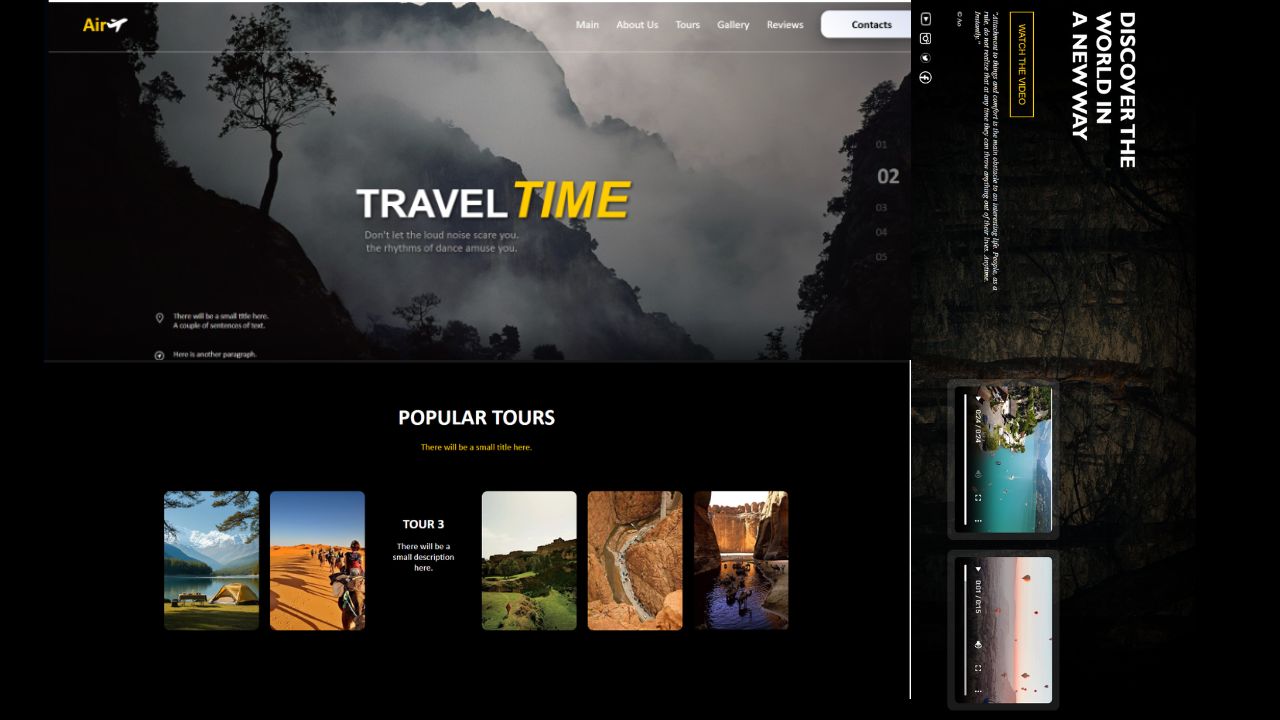 Air
Main
About Us
Tours
Gallery
Reviews
Contacts
01
02
03
04
05
TRAVEL TIME
Don't let the loud noise scare you.
the rhythms of dance amuse you.
There will be a small title here.
A couple of sentences of text.
Here is another paragraph.
POPULAR TOURS
There will be a small title here.
TOUR 3
There will be a
small description
here.
DISCOVER THE
WORLD IN
A NEW WAY
WATCH THE VIDEO
"Attachment to things and comfort is the main obstacle to an interesting life. People, as a
rule, do not realize that at any time they can throw anything out of their lives. Anytime.
Instantly."
0:24 / 0:24
0:01 / 0:15